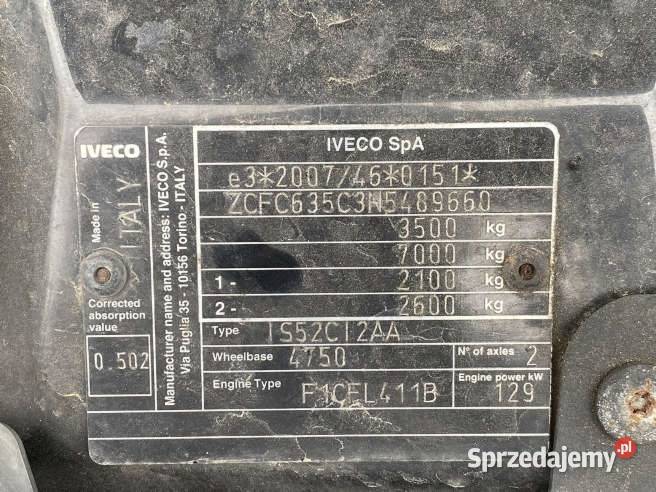 IVECO
Made in ITALY
Corrected absorption value
0.502
Manufacturer name and address: IVECO S.p.A.
Via Puglia 35 - 10156 Torino - ITALY
IVECO SpA
e3*2007/46*0151*
ZCFC635C3N5489660
3500 kg
7000 kg
1 - 2100 kg
2 - 2600 kg
Type IS52CI2AA
Wheelbase 4750 N° of axles 2
Engine Type F1CFL411B Engine power kW 129
Sprzedajemy.pl